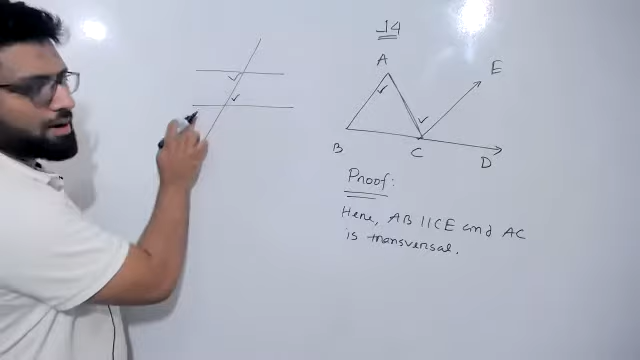 14
A
E
B
C
D
Proof:
Here, AB ||CE and AC
is transversal.